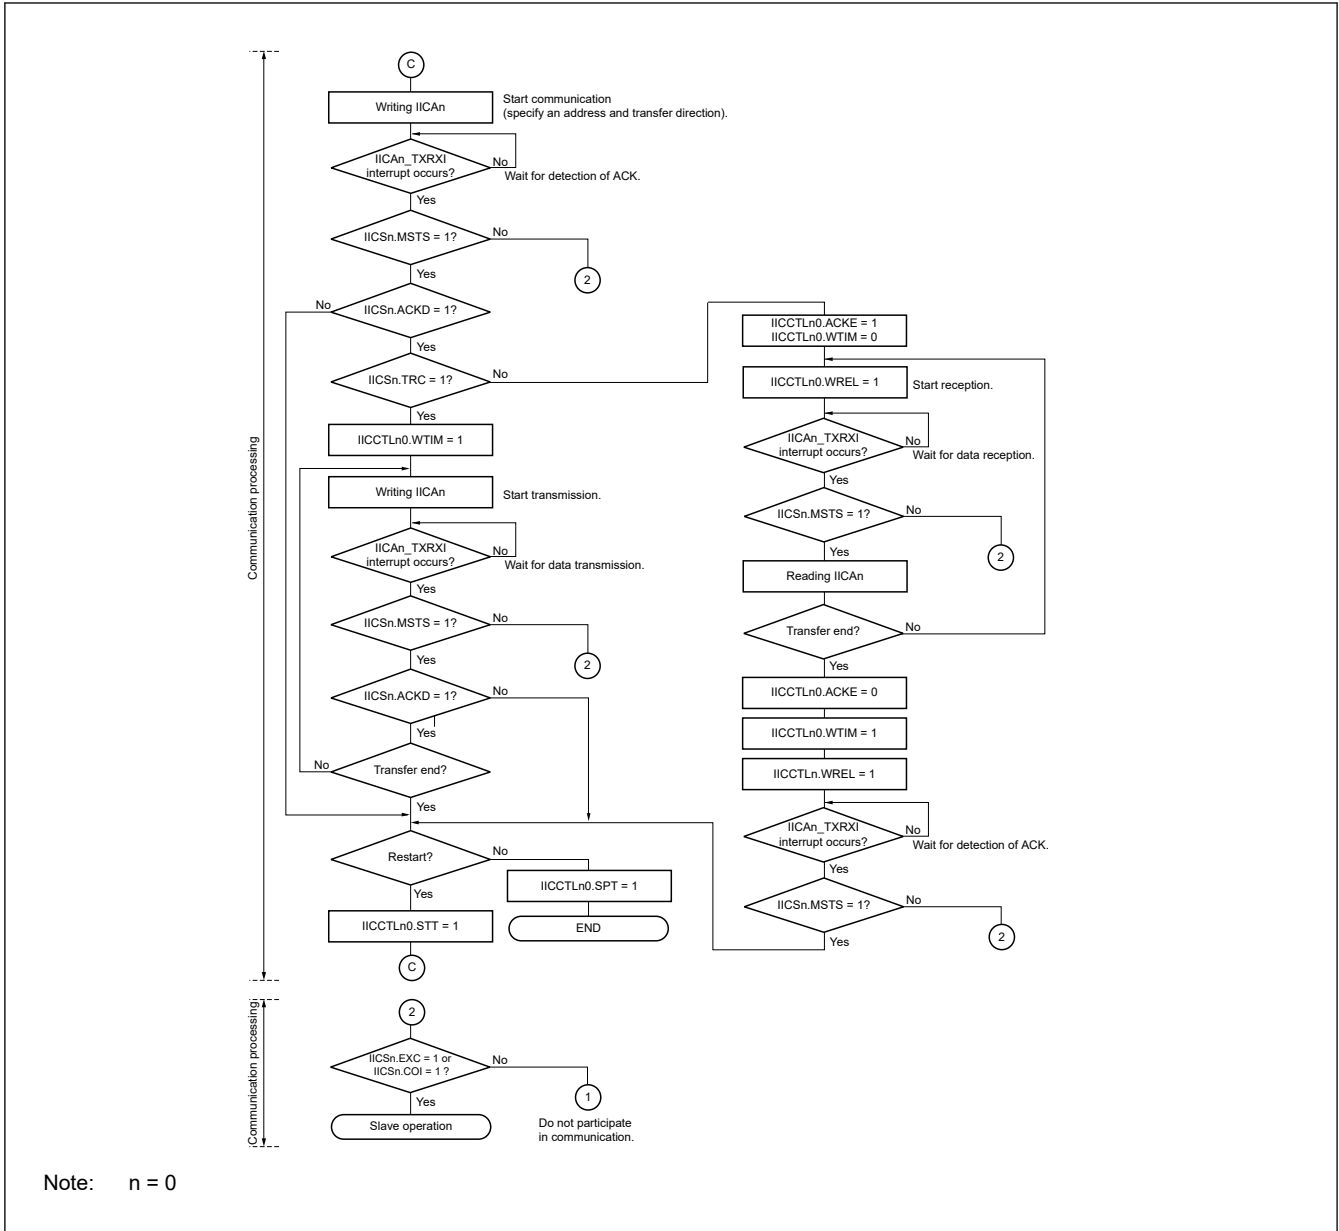 C
Writing IICAn
Start communication
(specify an address and transfer direction).
IICAn_TXRXI
interrupt occurs?
No
Wait for detection of ACK.
Yes
IICSn.MSTS = 1?
No
2
Yes
IICSn.ACKD = 1?
No
Yes
IICSn.TRC = 1?
No
Yes
IICCTLn0.WTIM = 1
Writing IICAn
Start transmission.
IICAn_TXRXI
interrupt occurs?
No
Wait for data transmission.
Yes
IICSn.MSTS = 1?
No
2
Yes
IICSn.ACKD = 1?
No
Yes
Transfer end?
No
Yes
Restart?
No
Yes
IICCTLn0.SPT = 1
END
IICCTLn0.STT = 1
C
Communication processing
IICCTLn0.ACKE = 1
IICCTLn0.WTIM = 0
IICCTLn0.WREL = 1
Start reception.
IICAn_TXRXI
interrupt occurs?
No
Wait for data reception.
Yes
IICSn.MSTS = 1?
No
2
Yes
Reading IICAn
Transfer end?
No
Yes
IICCTLn0.ACKE = 0
IICCTLn0.WTIM = 1
IICCTLn.WREL = 1
IICAn_TXRXI
interrupt occurs?
No
Wait for detection of ACK.
Yes
IICSn.MSTS = 1?
No
2
Yes
Communication processing
2
IICSn.EXC = 1 or
IICSn.COI = 1 ?
No
1
Do not participate
in communication.
Yes
Slave operation
Note: n = 0